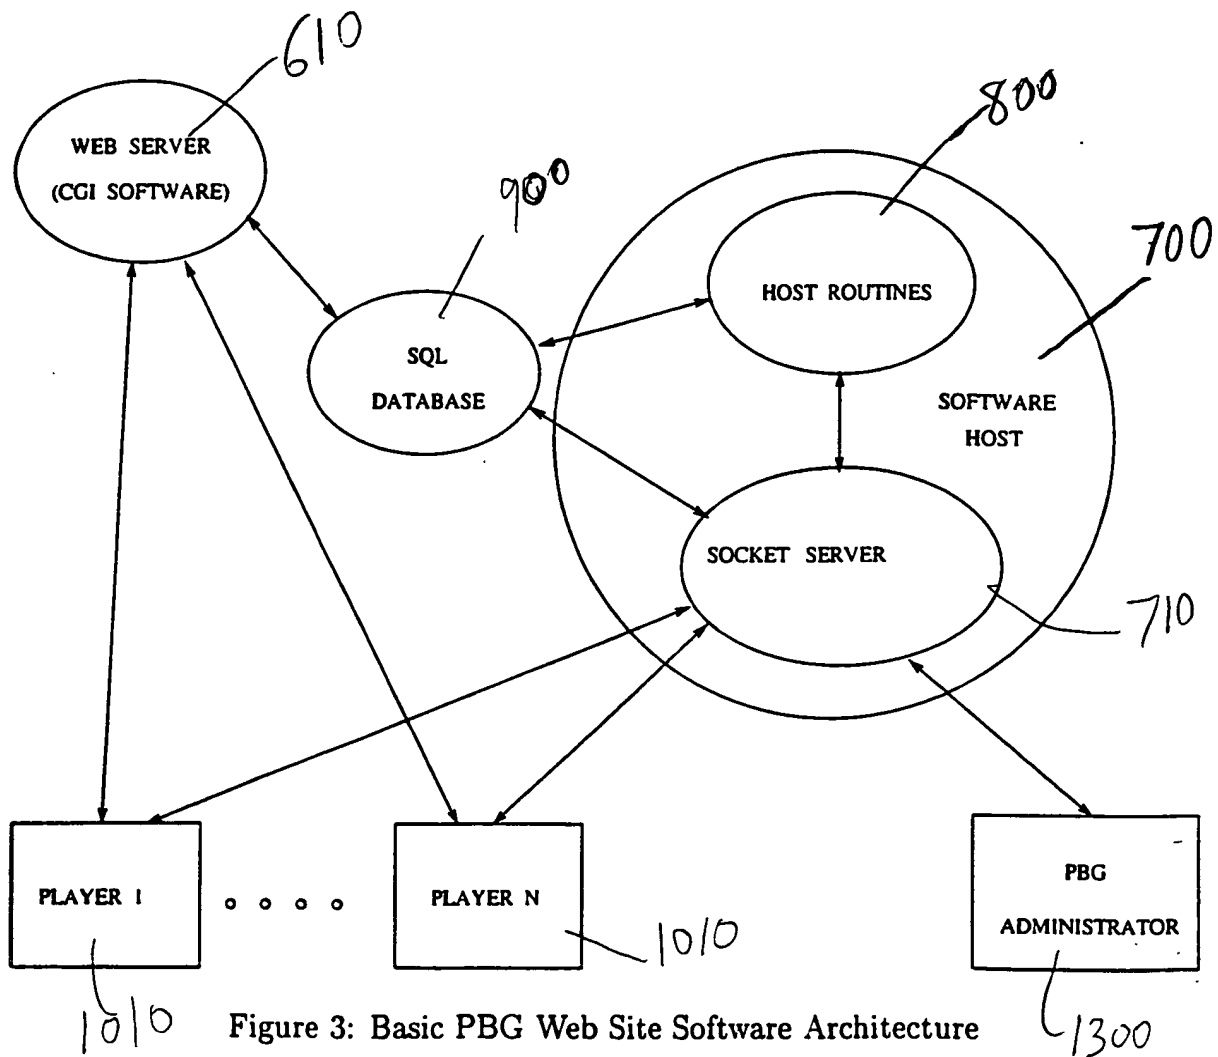 610
WEB SERVER
(CGI SOFTWARE)
800
900
700
HOST ROUTINES
SQL
DATABASE
SOFTWARE
HOST
SOCKET SERVER
710
PLAYER 1
PLAYER N
PBG
ADMINISTRATOR
1010
1010
1300
Figure 3: Basic PBG Web Site Software Architecture